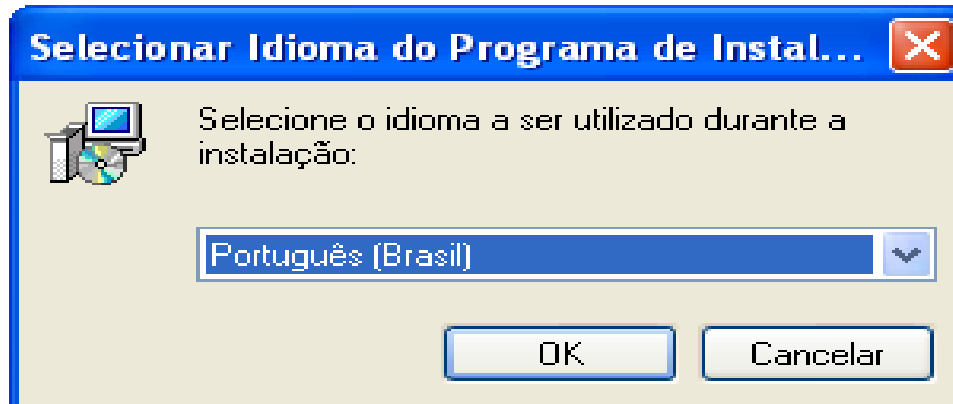 Selecionar Idioma do Programa de Instal...
Selecione o idioma a ser utilizado durante a
instalação:
Português (Brasil)
OK
Cancelar